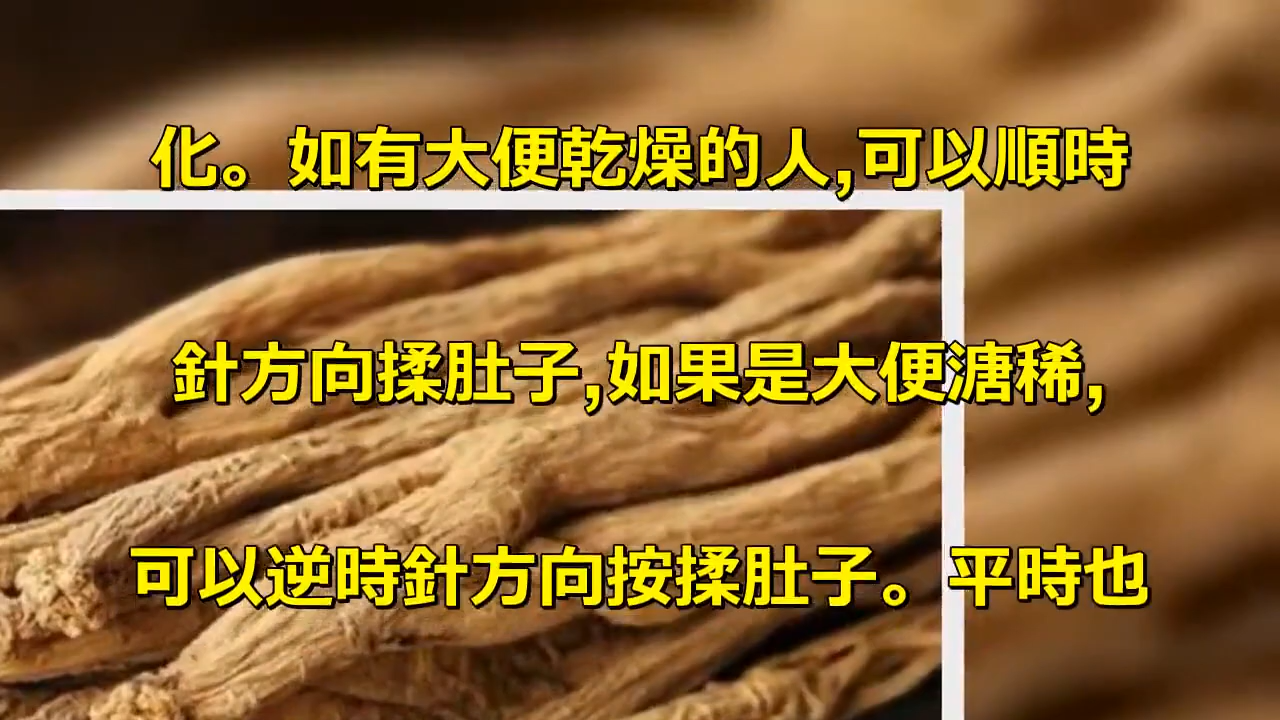 化。如有大便乾燥的人,可以順時
針方向揉肚子,如果是大便溏稀,
可以逆時針方向按揉肚子。平時也